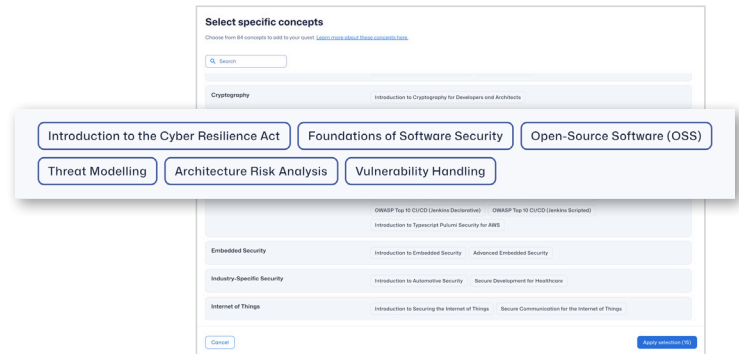 Select specific concepts
Choose from 84 concepts to add to your quest. Learn more about these concepts here.
Search
Cryptography
Introduction to Cryptography for Developers and Architects
Introduction to the Cyber Resilience Act Foundations of Software Security Open-Source Software (OSS)
Threat Modelling Architecture Risk Analysis Vulnerability Handling
OWASP Top 10 CI/CD (Jenkins Declarative) OWASP Top 10 CI/CD (Jenkins Scripted)
Introduction to Typescript Pulumi Security for AWS
Embedded Security
Introduction to Embedded Security Advanced Embedded Security
Industry-Specific Security
Introduction to Automotive Security Secure Development for Healthcare
Internet of Things
Introduction to Securing the Internet of Things Secure Communication for the Internet of Things
Cancel Apply selection (15)